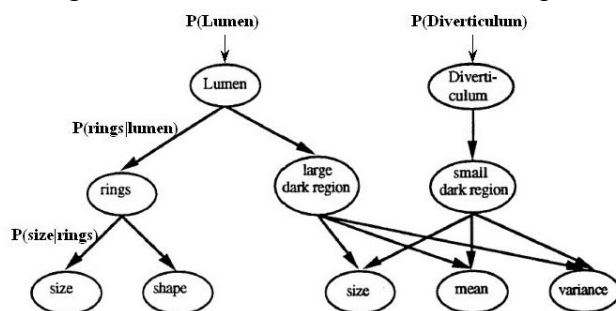 P(Lumen)
P(Diverticulum)
Lumen
Diverti-
culum
P(rings|lumen)
rings
large
dark region
small
dark region
P(size|rings)
size
shape
size
mean
variance